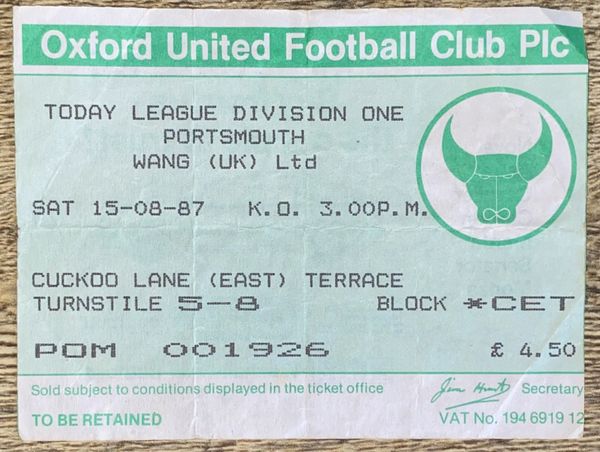 Oxford United Football Club Plc
TODAY LEAGUE DIVISION ONE
PORTSMOUTH
WANG (UK) Ltd
SAT 15-08-87 K.O. 3.00P.M.
CUCKOO LANE (EAST) TERRACE
TURNSTILE 5-8 BLOCK *CET
POM 001926 £ 4.50
Sold subject to conditions displayed in the ticket office Jim Hunt Secretary
TO BE RETAINED VAT No. 194 6919 12